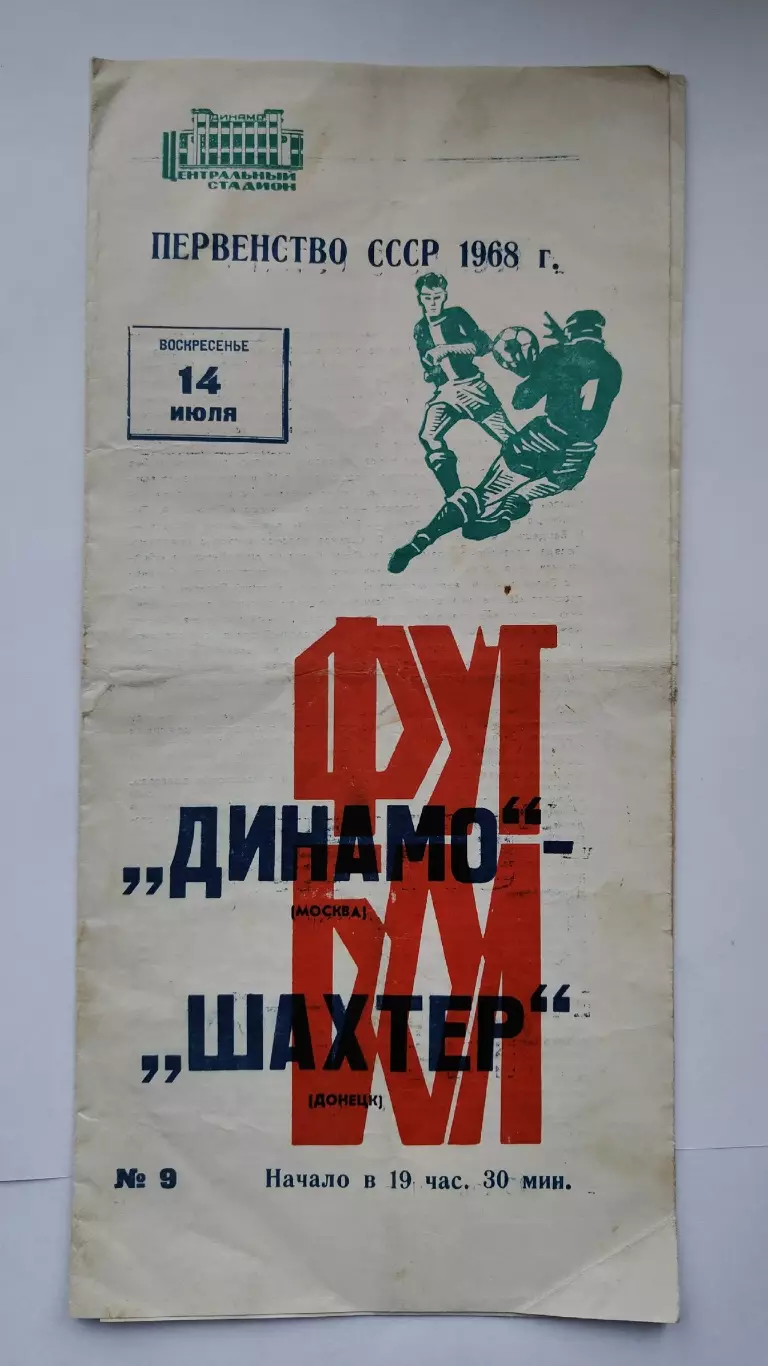 ДИНАМО
ЦЕНТРАЛЬНЫЙ
СТАДИОН
ПЕРВЕНСТВО СССР 1968 г.
ВОСКРЕСЕНЬЕ
14
ИЮЛЯ
1
ФУТ
БОЛ
„ДИНАМО“-
(МОСКВА)
„ШАХТЕР“
(ДОНЕЦК)
№ 9 Начало в 19 час. 30 мин.